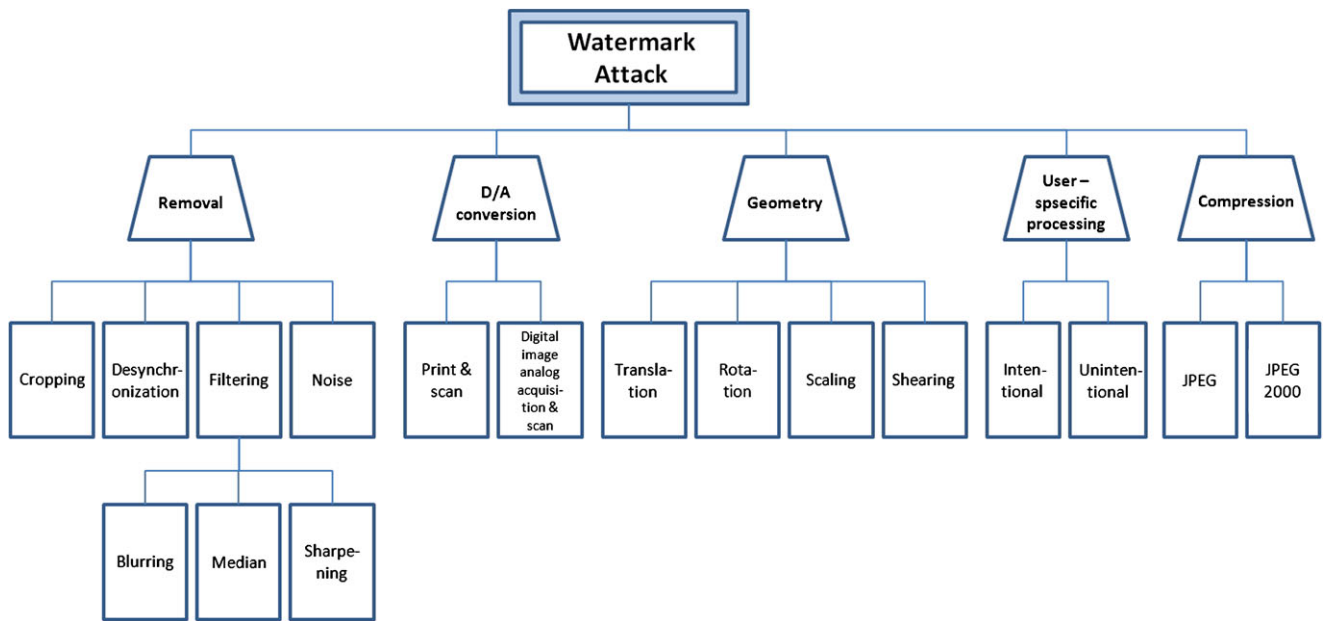 Watermark
Attack
Removal
D/A
conversion
Geometry
User –
spsecific
processing
Compression
Cropping
Desynchr-
onization
Filtering
Noise
Print &
scan
Digital
image
analog
acquisi-
tion &
scan
Transla-
tion
Rota-
tion
Scaling
Shearing
Inten-
tional
Uninten-
tional
JPEG
JPEG
2000
Blurring
Median
Sharpe-
ning